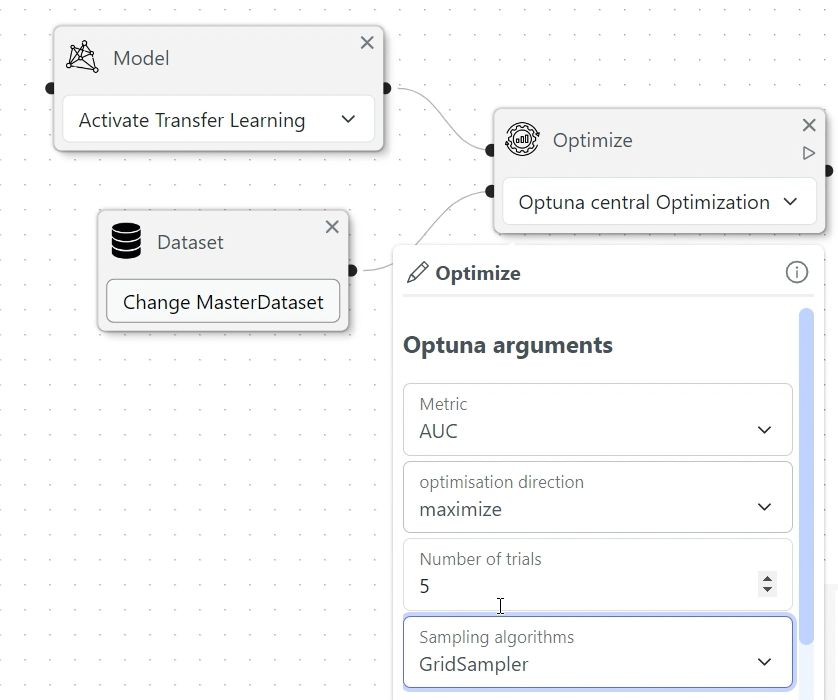 Model
Activate Transfer Learning
Optimize
Optuna central Optimization
Dataset
Change MasterDataset
Optimize
Optuna arguments
Metric
AUC
optimisation direction
maximize
Number of trials
5
Sampling algorithms
GridSampler